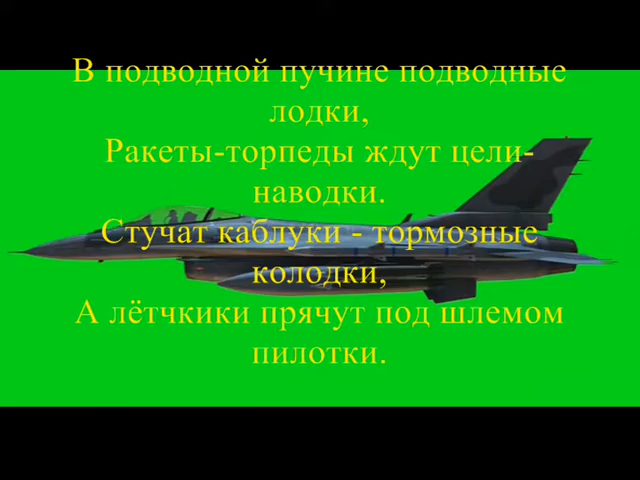 В подводной пучине подводные
лодки,
Ракеты-торпеды ждут цели-
наводки.
Стучат каблуки - тормозные
колодки,
А лётчкики прячут под шлемом
пилотки.